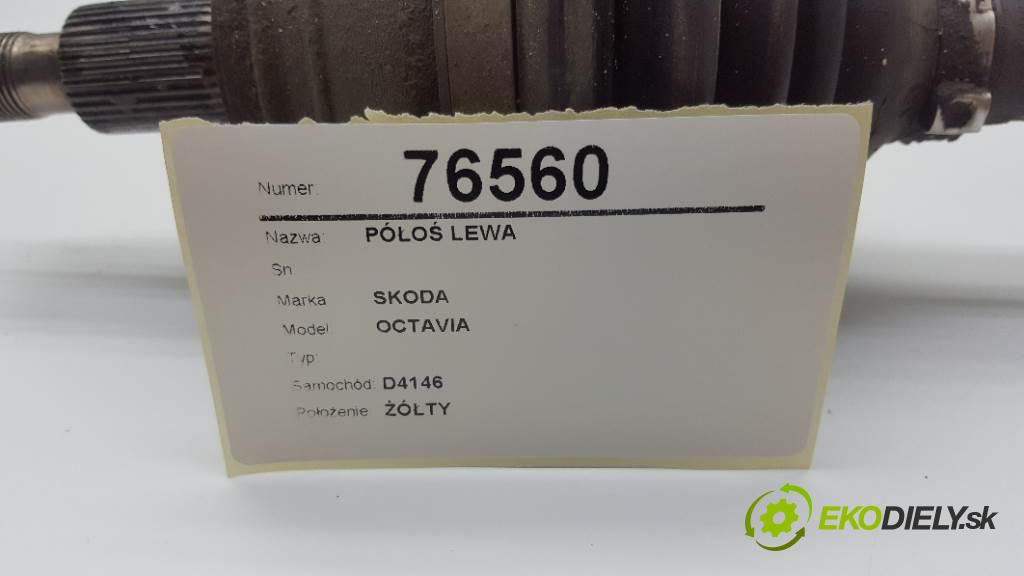 Numer: 76560
Nazwa: PÓŁOŚ LEWA
Sn
Marka SKODA
Model OCTAVIA
Typ:
Samochód: D4146
Położenie ŻÓŁTY
EKODIELY.sk